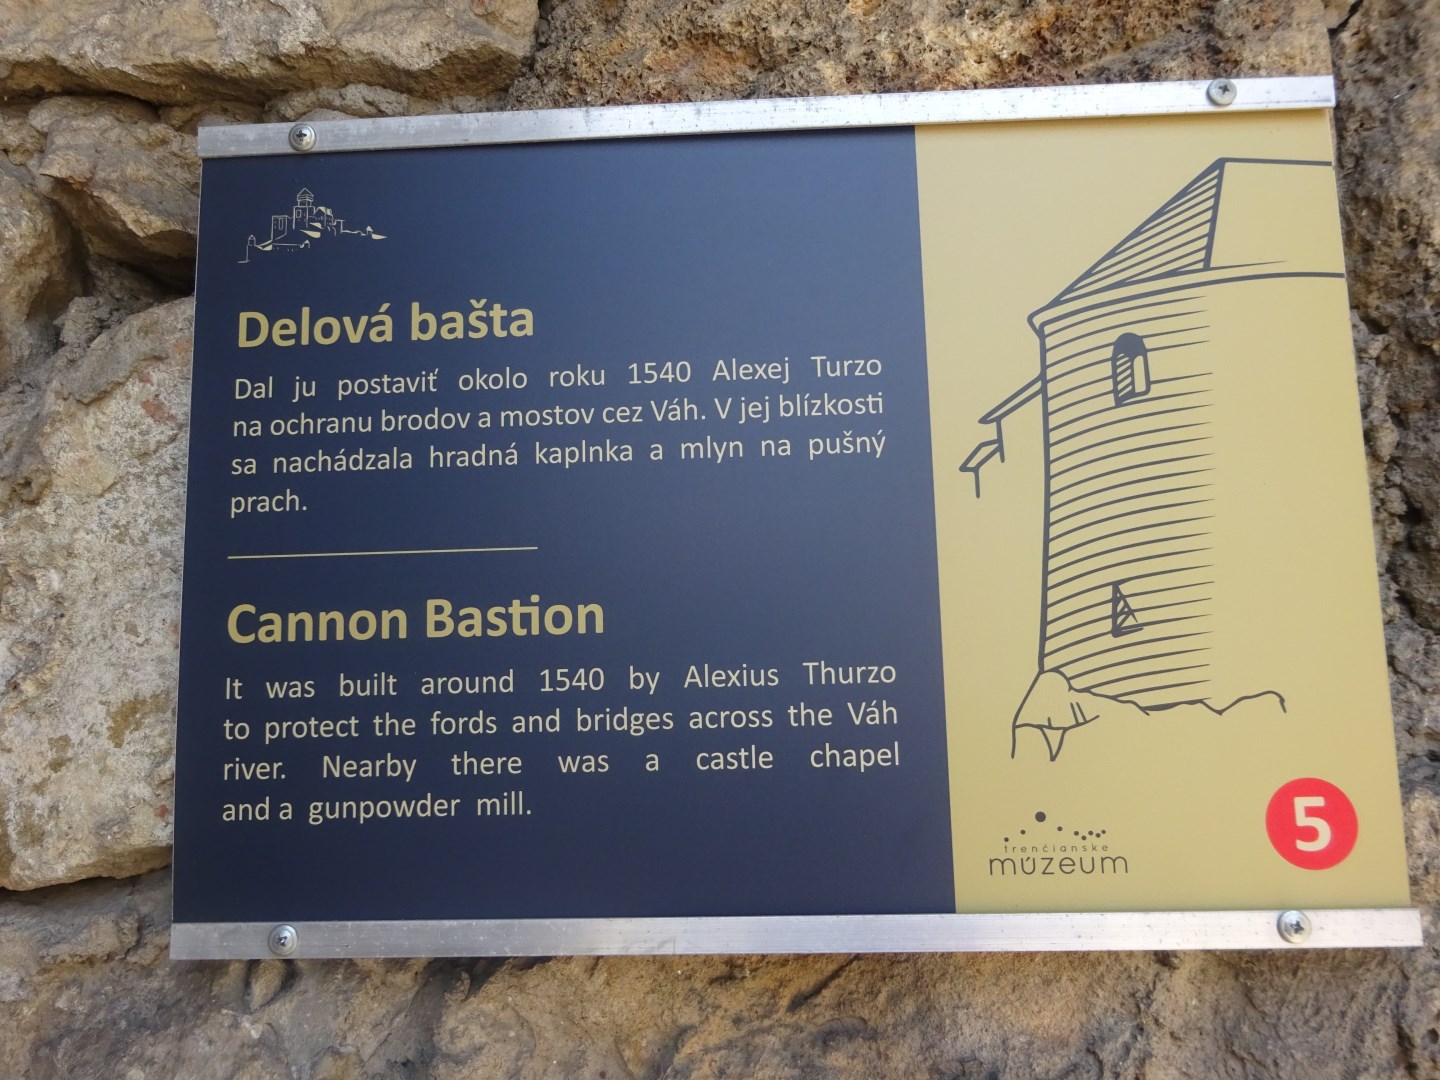 Delová bašta
Dal ju postaviť okolo roku 1540 Alexej Turzo
na ochranu brodov a mostov cez Váh. V jej blízkosti
sa nachádzala hradná kaplnka a mlyn na pušný
prach.
Cannon Bastion
It was built around 1540 by Alexius Thurzo
to protect the fords and bridges across the Váh
river. Nearby there was a castle chapel
and a gunpowder mill.
trenčianske
múzeum
5